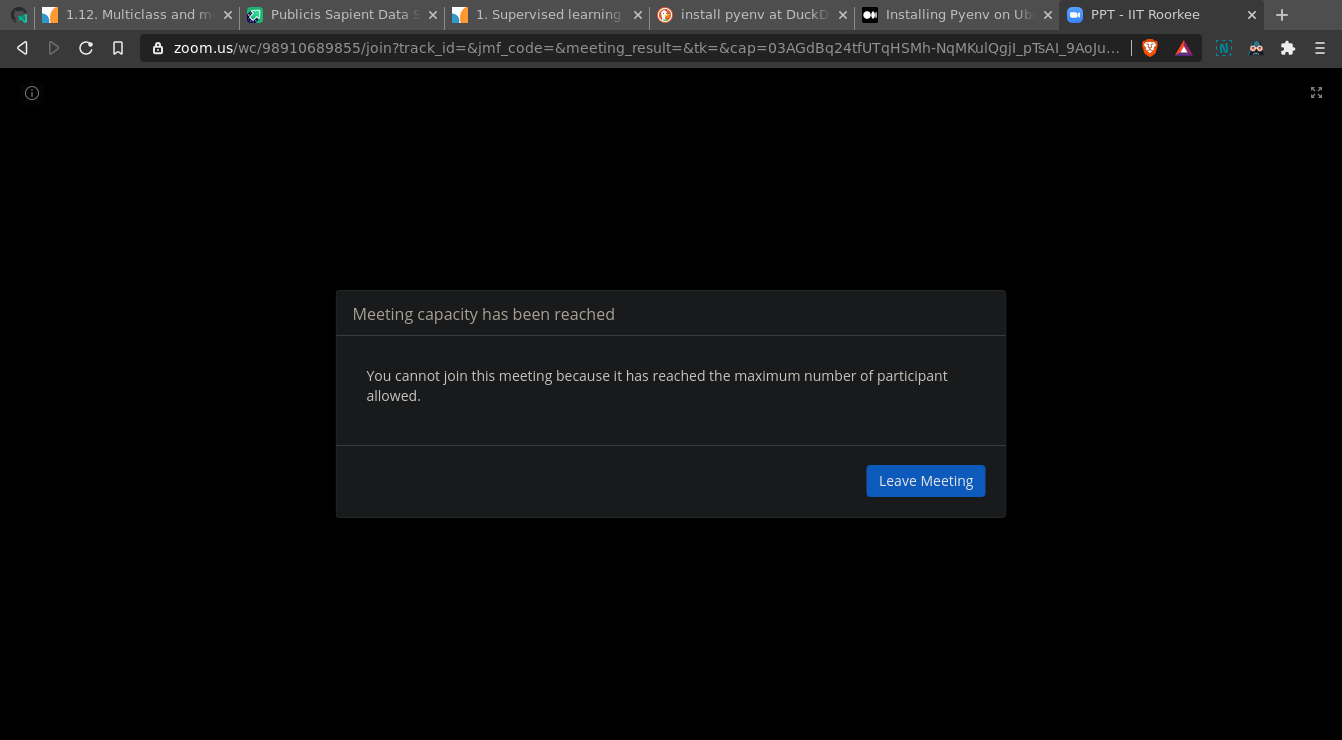 1.12. Multiclass and m
Publicis Sapient Data S
1. Supervised learning
install pyenv at DuckD
Installing Pyenv on Ub
PPT - IIT Roorkee
zoom.us/wc/98910689855/join?track_id=&jmf_code=&meeting_result=&tk=&cap=03AGdBq24tfUTqHSMh-NqMKulQgjI_pTsAI_9AoJu...
Meeting capacity has been reached
You cannot join this meeting because it has reached the maximum number of participant
allowed.
Leave Meeting